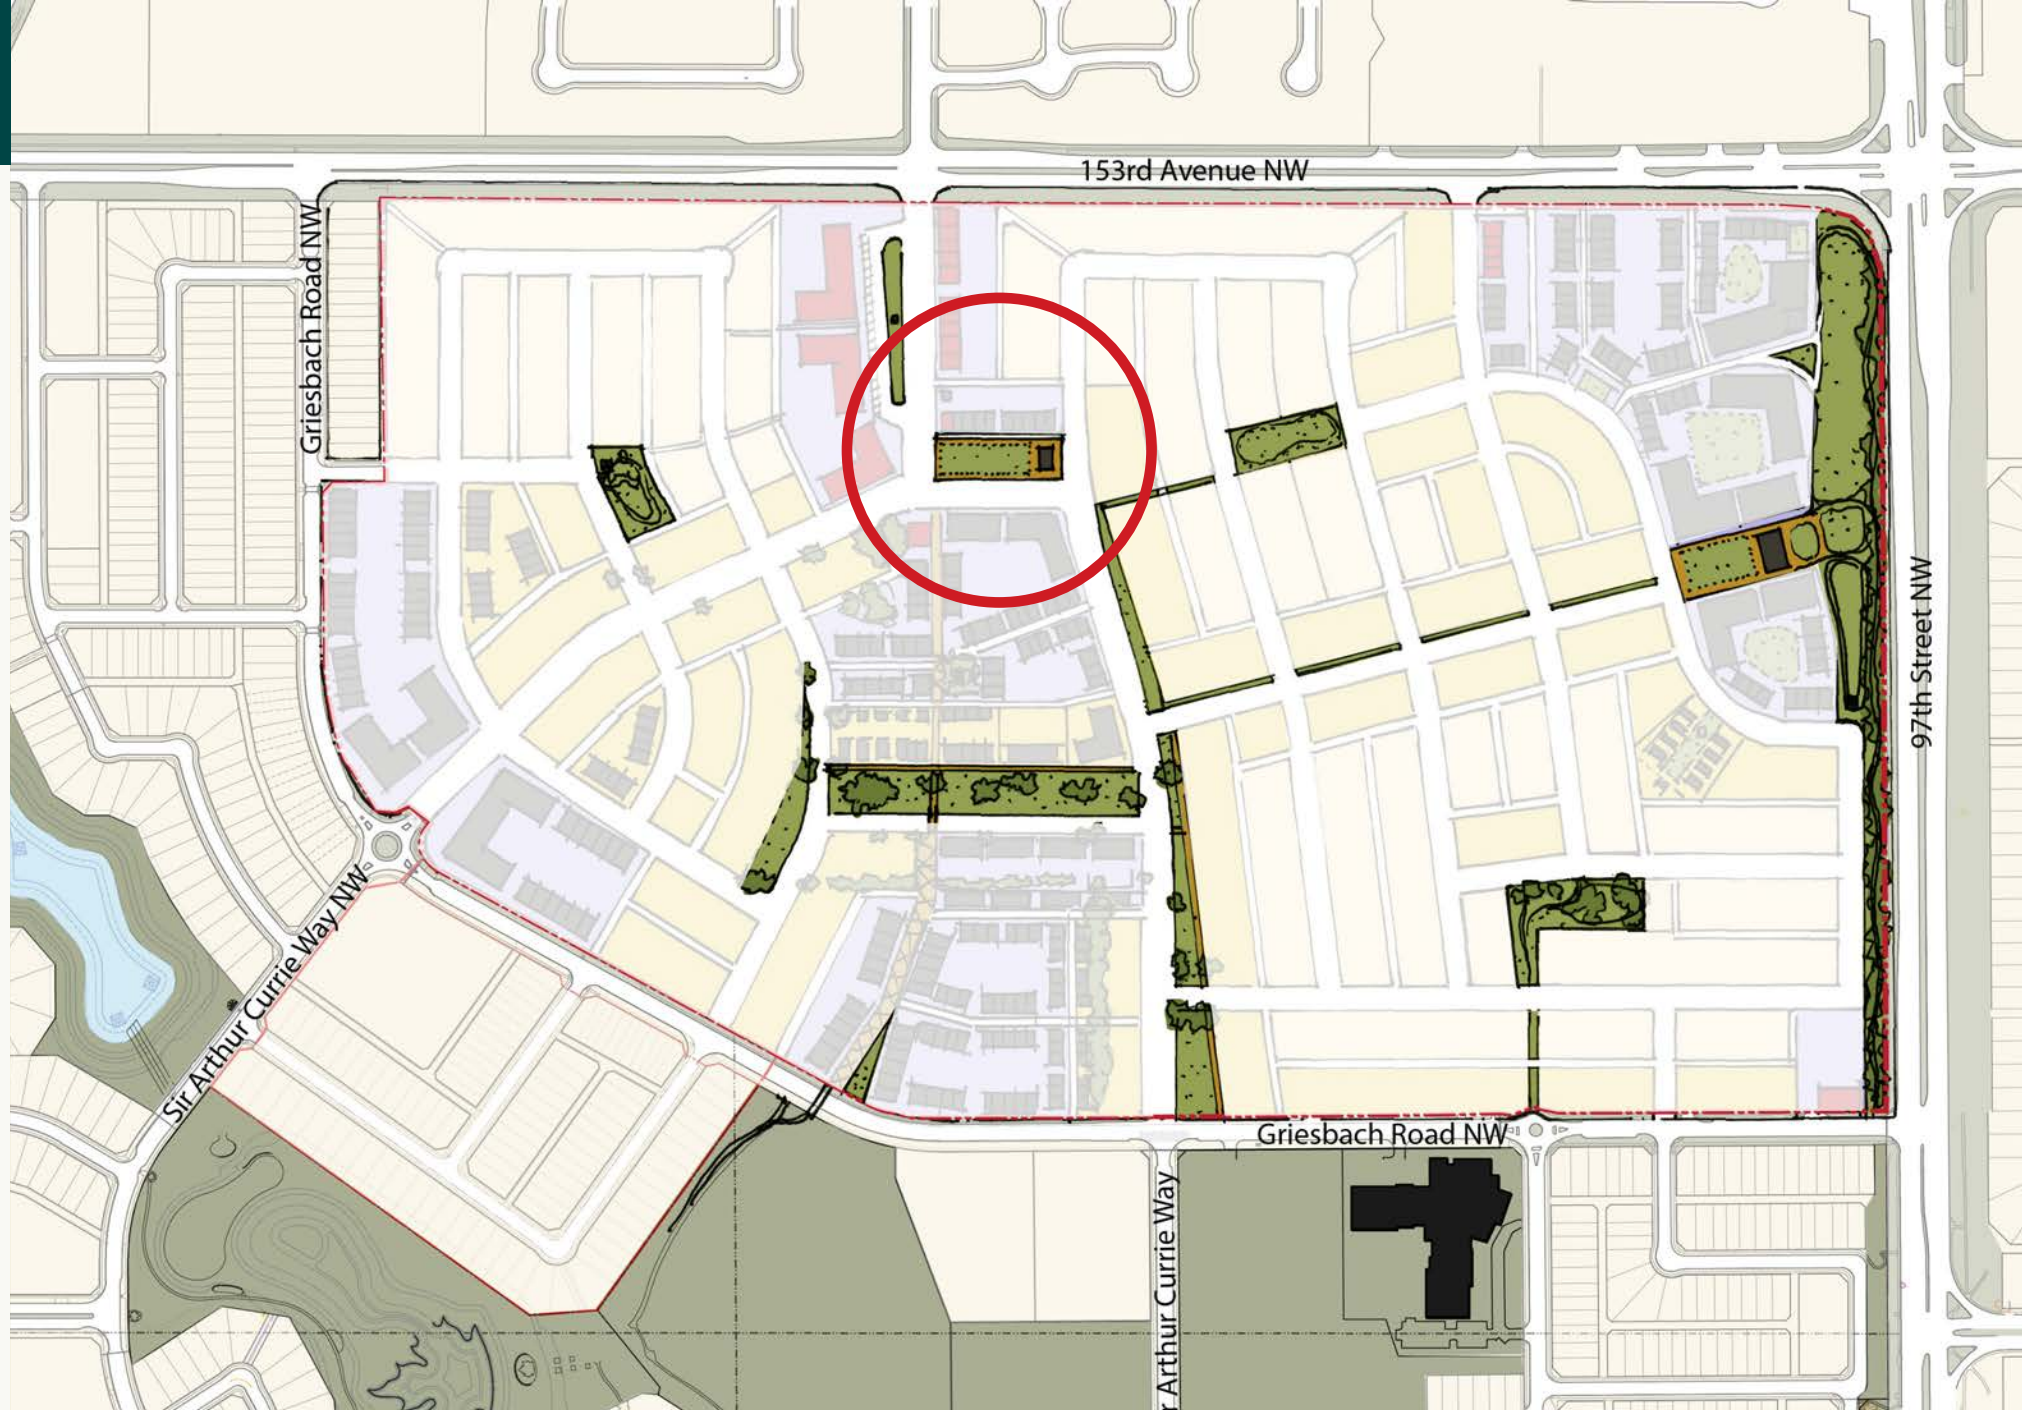 153rd Avenue NW
Griesbach Road NW
97th Street NW
Sir Arthur Currie Way NW
Griesbach Road NW
r Arthur Currie Way